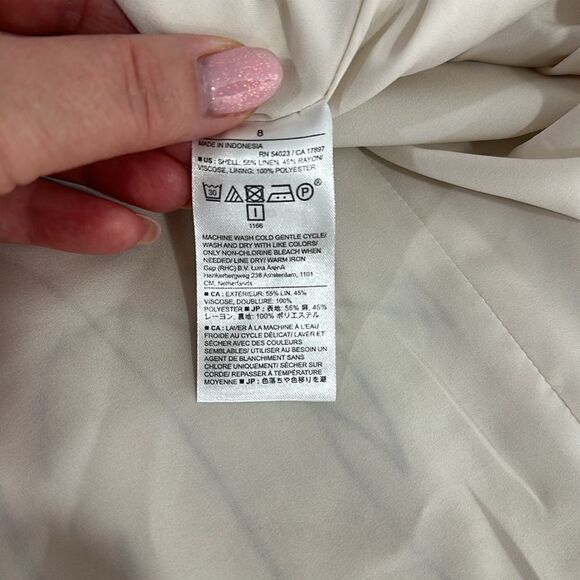 8
MADE IN INDONESIA
RN 54023 / CA 17897
■ US : SHELL, 55% LINEN, 45% RAYON/
VISCOSE, LINING: 100% POLYESTER
30 P ®
1166
MACHINE WASH COLD GENTLE CYCLE/
WASH AND DRY WITH LIKE COLORS/
ONLY NON-CHLORINE BLEACH WHEN
NEEDED/ LINE DRY/ WARM IRON
Gap (RHC) B.V. Luna ArenA
Herikerbergweg 238 Amsterdam, 1101
CM, Netherlands
■ CA : EXTÉRIEUR: 55% LIN, 45%
VISCOSE, DOUBLURE: 100%
POLYESTER ■ JP : 表地: 55% 麻, 45%
レーヨン, 裏地: 100% ポリエステル
■ CA : LAVER À LA MACHINE À L'EAU
FROIDE AU CYCLE DÉLICAT/ LAVER ET
SÉCHER AVEC DES COULEURS
SEMBLABLES/ UTILISER AU BESOIN UN
AGENT DE BLANCHIMENT SANS
CHLORE UNIQUEMENT/ SÉCHER SUR
CORDE/ REPASSER À TEMPÉRATURE
MOYENNE ■ JP : 色落ちや色移りを避